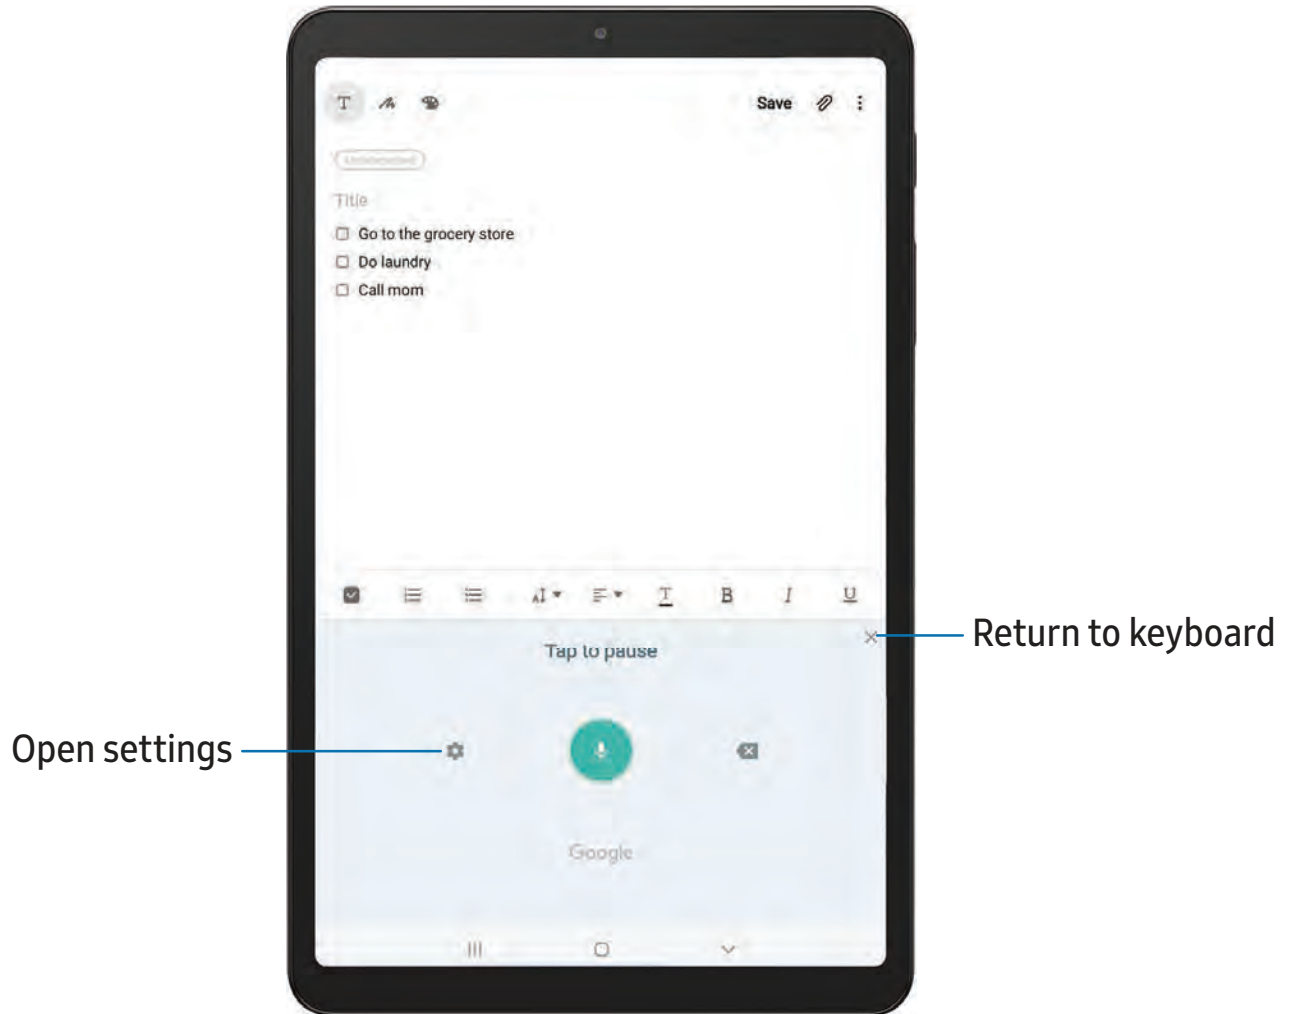 Save
Title
Go to the grocery store
Do laundry
Call mom
Tap to pause
Return to keyboard
Open settings
Google